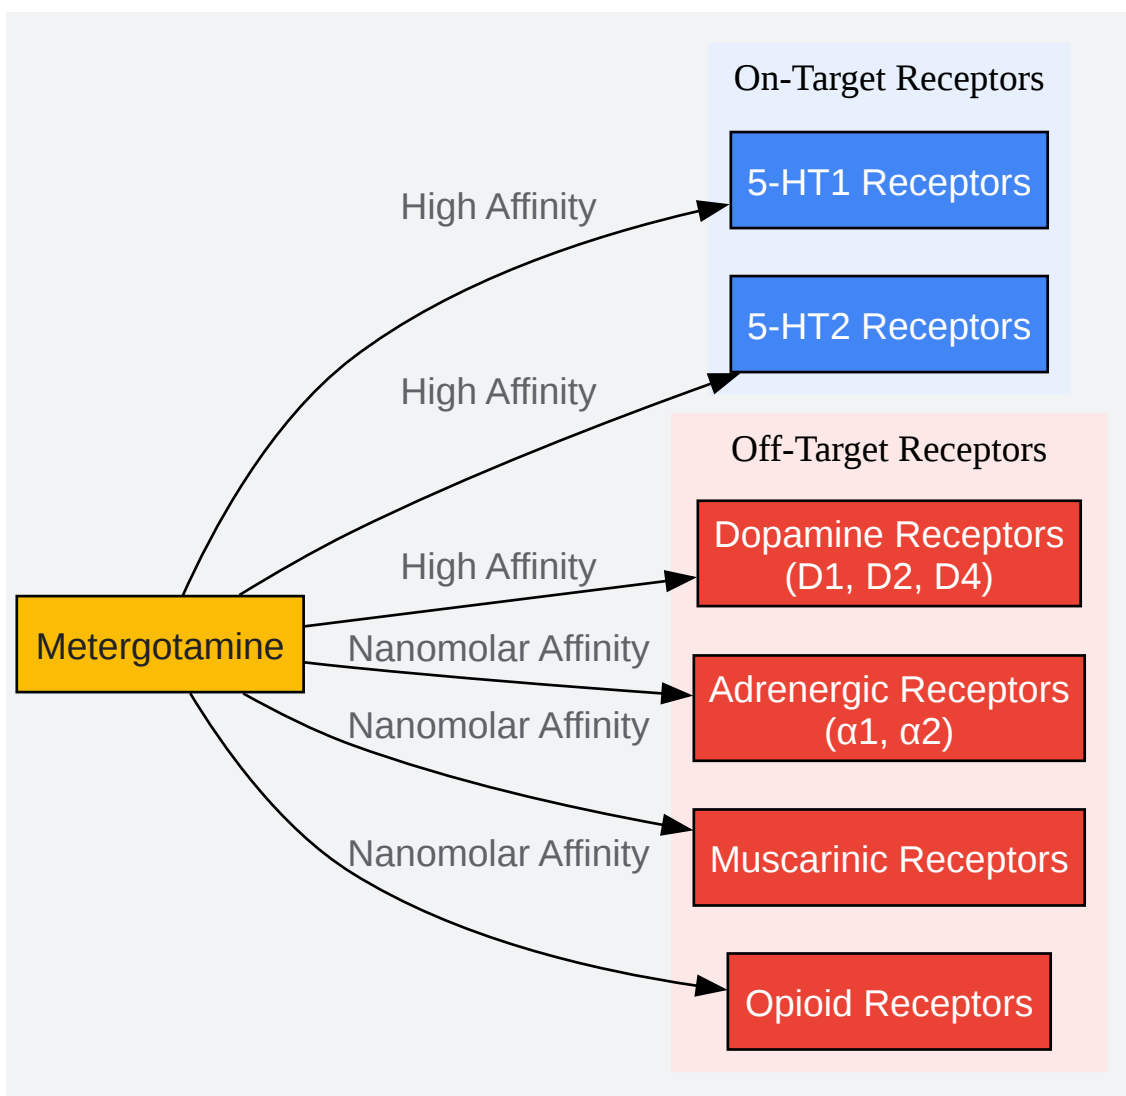 On-Target Receptors
5-HT1 Receptors
High Affinity
5-HT2 Receptors
High Affinity
Off-Target Receptors
Dopamine Receptors
(D1, D2, D4)
High Affinity
Metergotamine
Nanomolar Affinity
Adrenergic Receptors
(α1, α2)
Nanomolar Affinity
Muscarinic Receptors
Nanomolar Affinity
Opioid Receptors